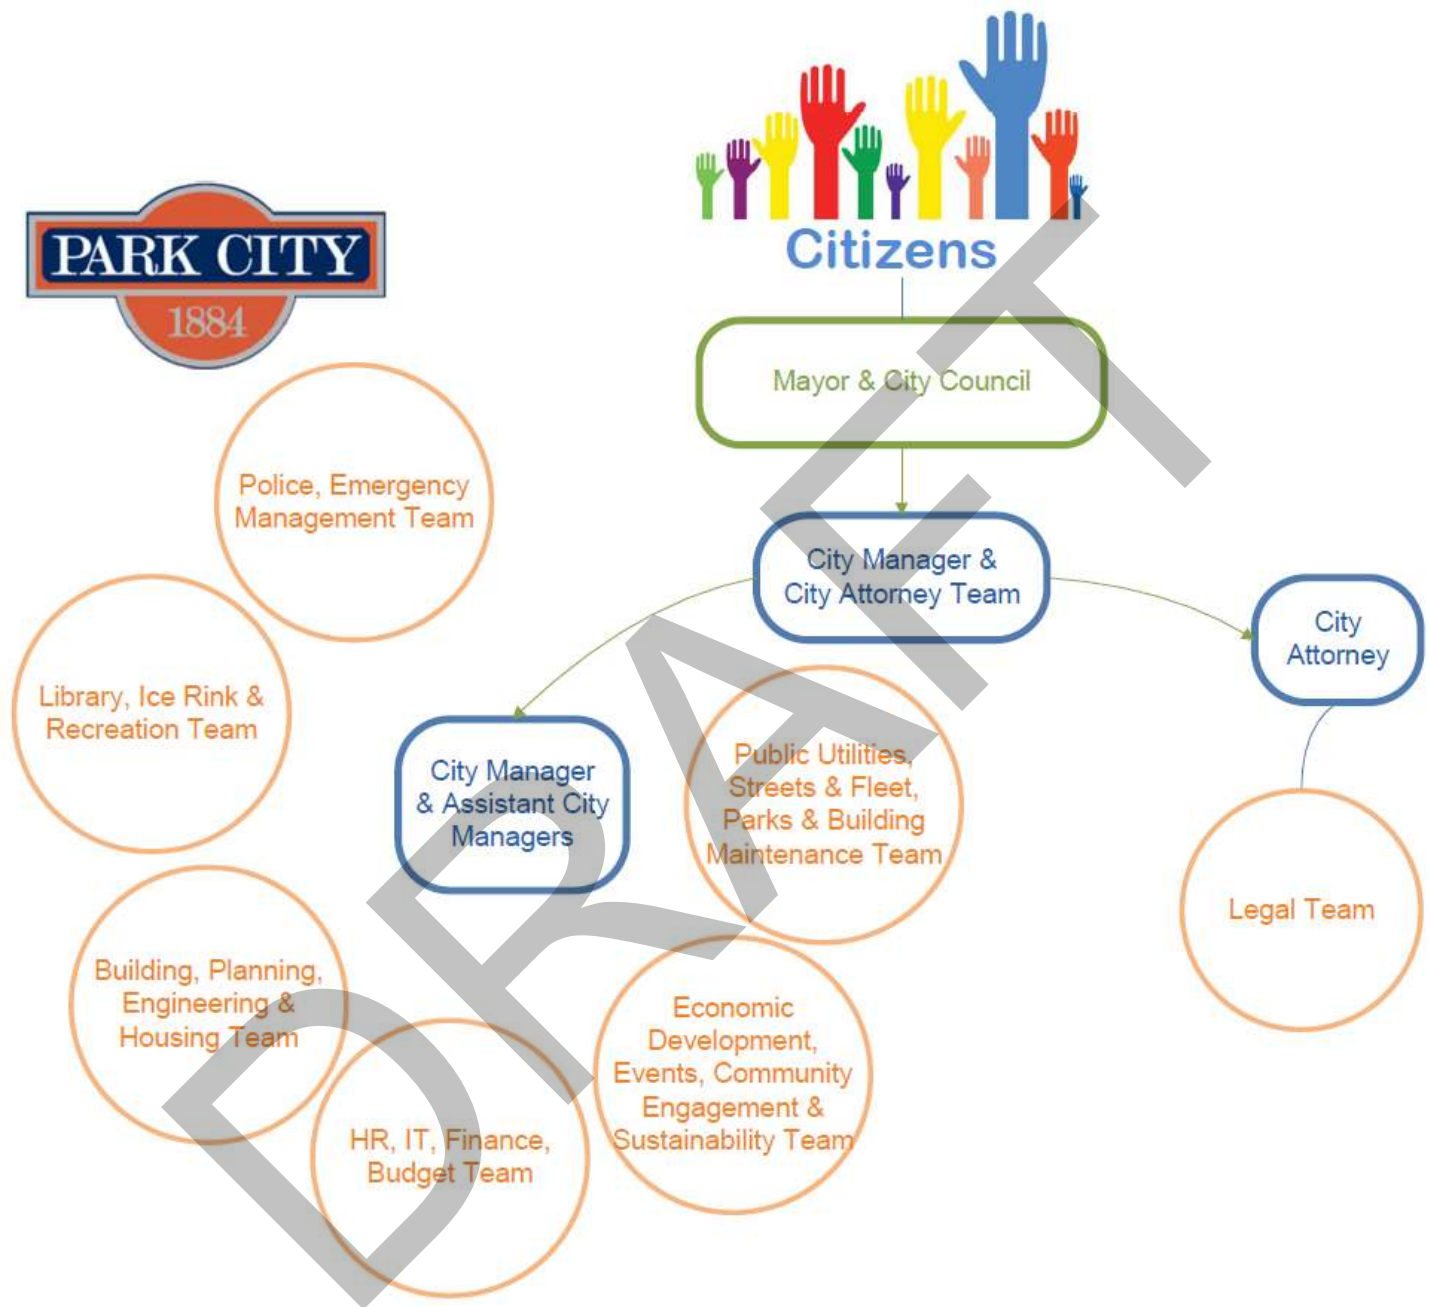 Citizens
PARK CITY
1884
Mayor & City Council
Police, Emergency
Management Team
City Manager &
City Attorney Team
City
Attorney
Library, Ice Rink &
Recreation Team
City Manager
& Assistant City
Managers
Public Utilities,
Streets & Fleet,
Parks & Building
Maintenance Team
Legal Team
Building, Planning,
Engineering &
Housing Team
Economic
Development,
Events, Community
Engagement &
Sustainability Team
HR, IT, Finance,
Budget Team
DRAFT